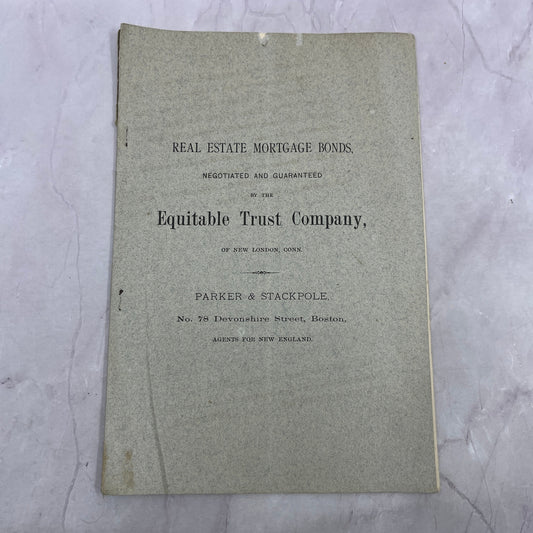 REAL ESTATE MORTGAGE BONDS,
NEGOTIATED AND GUARANTEED
BY THE
Equitable Trust Company,
OF NEW LONDON, CONN.
PARKER & STACKPOLE,
No. 78 Devonshire Street, Boston,
AGENTS FOR NEW ENGLAND.